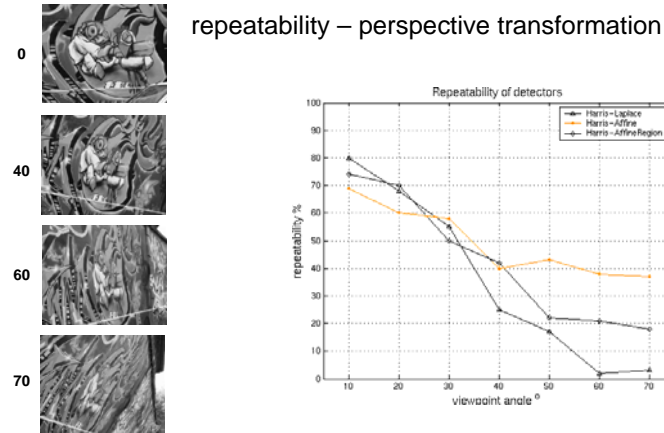 repeatability – perspective transformation
0
40
60
70
Repeatability of detectors
Harris-Laplace
Harris-Affine
Harris-AffineRegion
100
90
80
70
60
50
40
30
20
10
0
repeatability %
10 20 30 40 50 60 70
viewpoint angle °